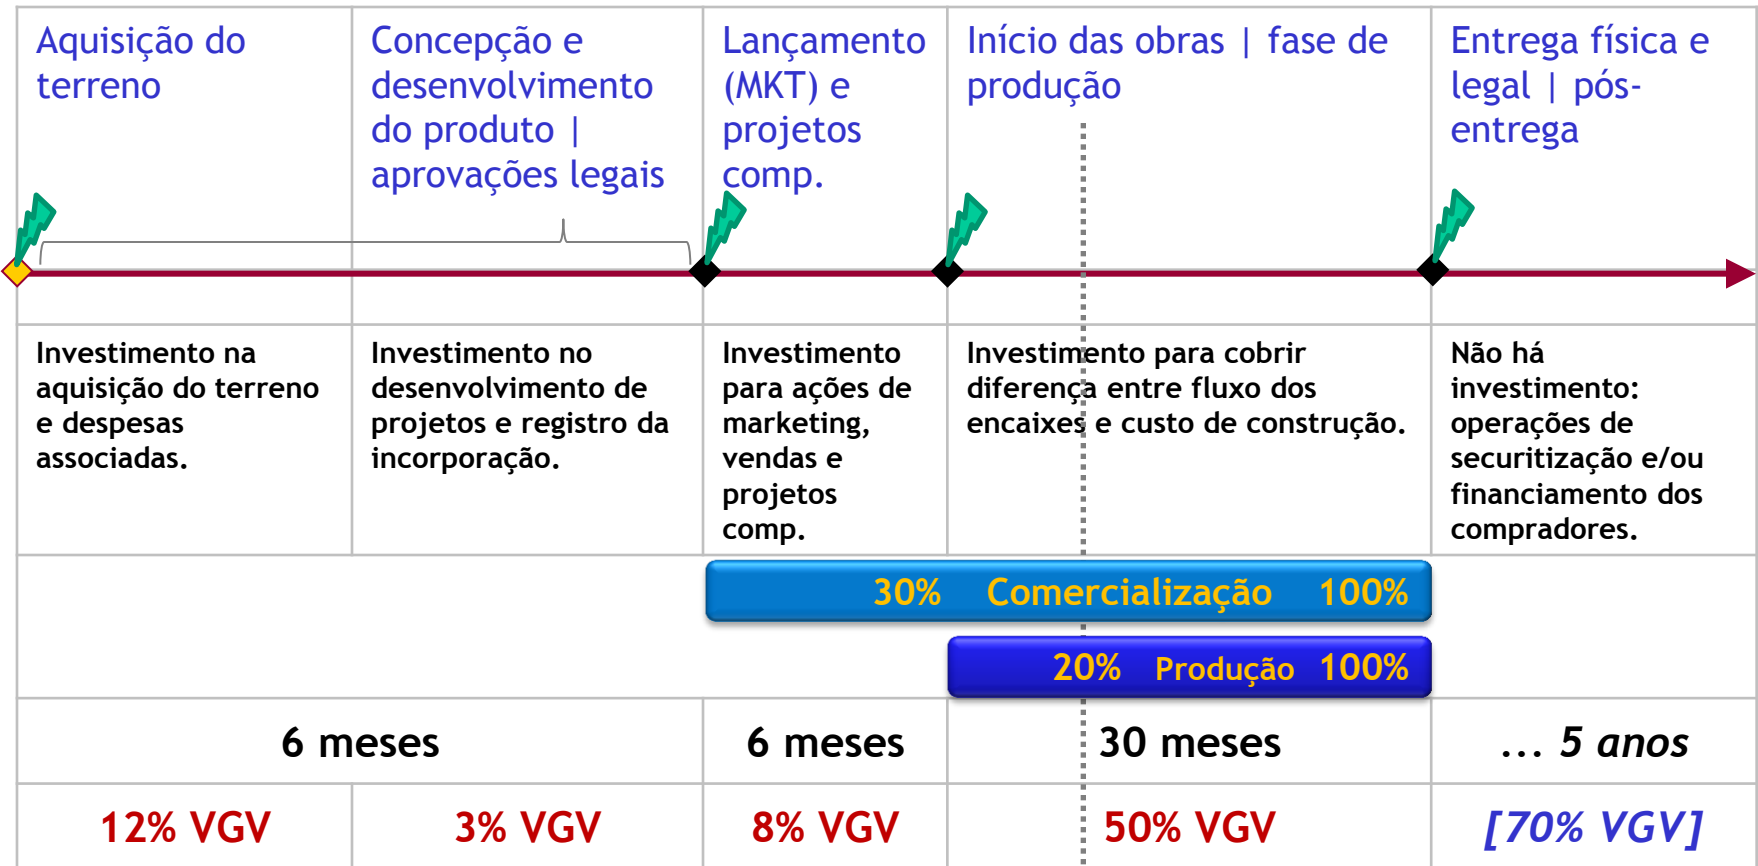 Aquisição do
terreno
Concepção e
desenvolvimento
do produto |
aprovações legais
Lançamento
(MKT) e
projetos
comp.
Início das obras | fase de
produção
Entrega física e
legal | pós-
entrega
Investimento na
aquisição do terreno
e despesas
associadas.
Investimento no
desenvolvimento de
projetos e registro da
incorporação.
Investimento
para ações de
marketing,
vendas e
projetos
comp.
Investimento para cobrir
diferença entre fluxo dos
encaixes e custo de construção.
Não há
investimento:
operações de
securitização e/ou
financiamento dos
compradores.
30% Comercialização 100%
20% Produção 100%
6 meses
6 meses
30 meses
... 5 anos
12% VGV
3% VGV
8% VGV
50% VGV
[70% VGV]